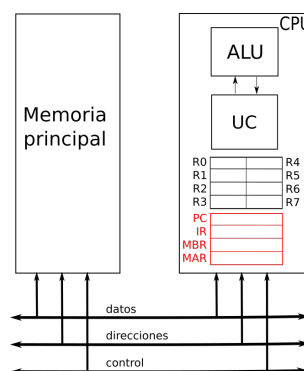 CPU
ALU
Memoria
principal
UC
R0 R4
R1 R5
R2 R6
R3 R7
PC
IR
MBR
MAR
datos
direcciones
control